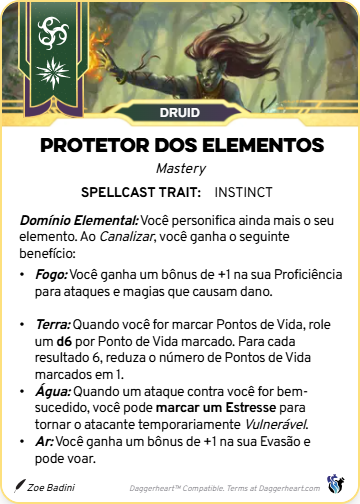 DRUID
PROTETOR DOS ELEMENTOS
Mastery
SPELLCAST TRAIT: INSTINCT
Domínio Elemental: Você personifica ainda mais o seu
elemento. Ao Canalizar, você ganha o seguinte
benefício:
• Fogo: Você ganha um bônus de +1 na sua Proficiência
para ataques e magias que causam dano.
• Terra: Quando você for marcar Pontos de Vida, role
um d6 por Ponto de Vida marcado. Para cada
resultado 6, reduza o número de Pontos de Vida
marcados em 1.
• Água: Quando um ataque contra você for bem-
sucedido, você pode marcar um Estresse para
tornar o atacante temporariamente Vulnerável.
• Ar: Você ganha um bônus de +1 na sua Evasão e
pode voar.
Zoe Badini
Daggerheart™ Compatible. Terms at Daggerheart.com